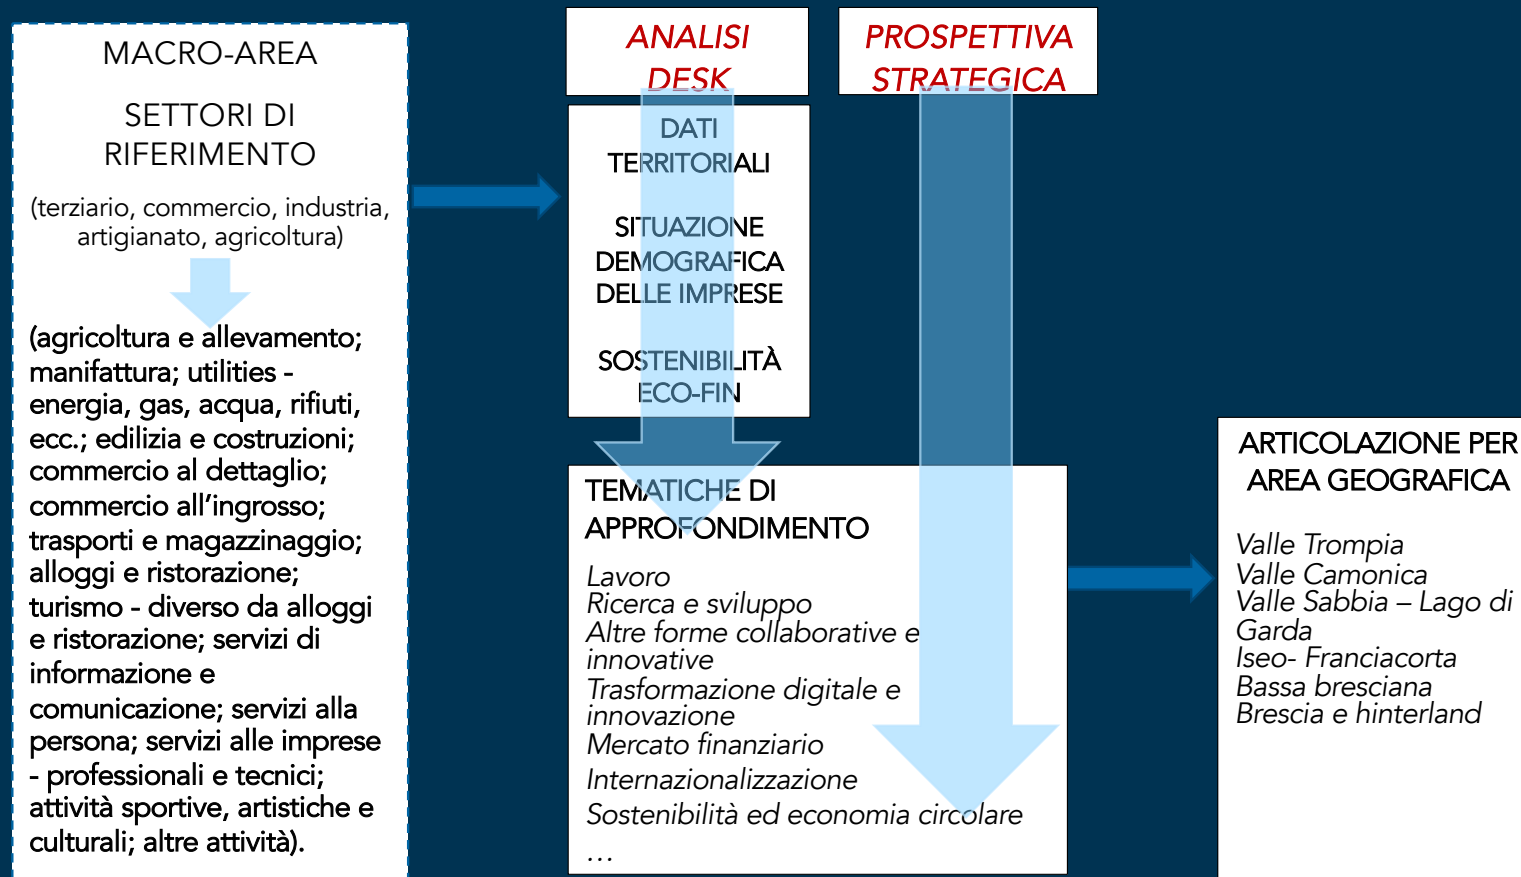 MACRO-AREA
SETTORI DI
RIFERIMENTO
(terziario, commercio, industria,
artigianato, agricoltura)
(agricoltura e allevamento;
manifattura; utilities -
energia, gas, acqua, rifiuti,
ecc.; edilizia e costruzioni;
commercio al dettaglio;
commercio all’ingrosso;
trasporti e magazzinaggio;
alloggi e ristorazione;
turismo - diverso da alloggi
e ristorazione; servizi di
informazione e
comunicazione; servizi alla
persona; servizi alle imprese
- professionali e tecnici;
attività sportive, artistiche e
culturali; altre attività).
ANALISI
DESK
DATI
TERRITORIALI
SITUAZIONE
DEMOGRAFICA
DELLE IMPRESE
SOSTENIBILITÀ
ECO-FIN
PROSPETTIVA
STRATEGICA
TEMATICHE DI
APPROFONDIMENTO
Lavoro
Ricerca e sviluppo
Altre forme collaborative e
innovative
Trasformazione digitale e
innovazione
Mercato finanziario
Internazionalizzazione
Sostenibilità ed economia circolare
…
ARTICOLAZIONE PER
AREA GEOGRAFICA
Valle Trompia
Valle Camonica
Valle Sabbia – Lago di
Garda
Iseo- Franciacorta
Bassa bresciana
Brescia e hinterland